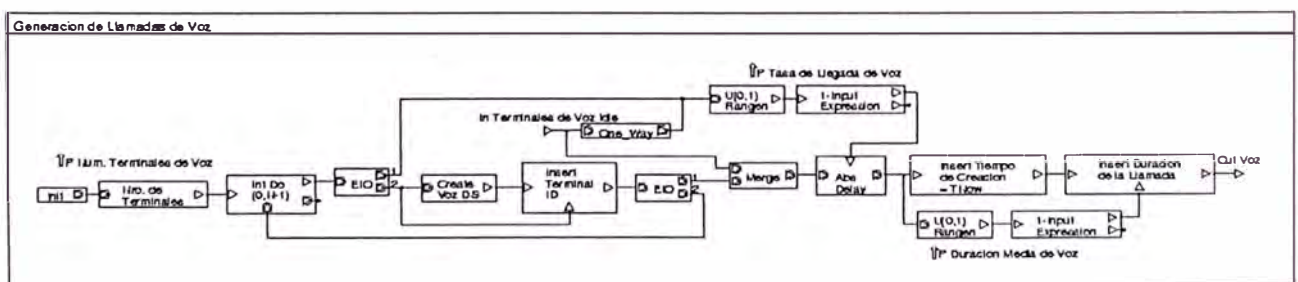 Generacion de Llamadas de Voz
P Tasa de Llegada de Voz
U(0,1)
Rangen
1-Input
Expression
In Terminales de Voz Idle
One_Way
P Num. Terminales de Voz
Init
Nro. de
Terminales
Int Do
(0,I+1)
EIO
1
2
Create
Voz DS
Insert
Terminal
ID
EIO
1
2
Merge
Abs
Delay
Insert Tiempo
de Creacion
= TNow
Insert Duracion
de la Llamada
Out Voz
U(0,1)
Rangen
1-Input
Expression
P Duracion Media de Voz